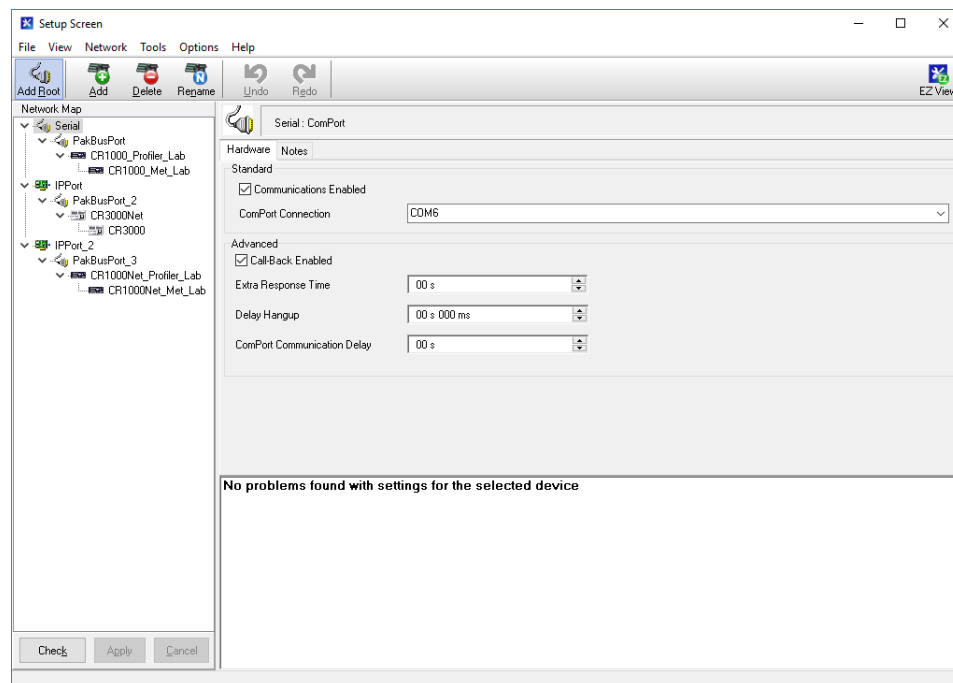 Setup Screen
File View Network Tools Options Help
Add Root Add Delete Rename Undo Redo EZ View
Network Map
Serial
PakBusPort
CR1000_Profiler_Lab
CR1000_Met_Lab
IPPort
PakBusPort_2
CR3000Net
CR3000
IPPort_2
PakBusPort_3
CR1000Net_Profiler_Lab
CR1000Net_Met_Lab
Serial : ComPort
Hardware Notes
Standard
Communications Enabled
ComPort Connection COM6
Advanced
Call-Back Enabled
Extra Response Time 00 s
Delay Hangup 00 s 000 ms
ComPort Communication Delay 00 s
No problems found with settings for the selected device
Check Apply Cancel